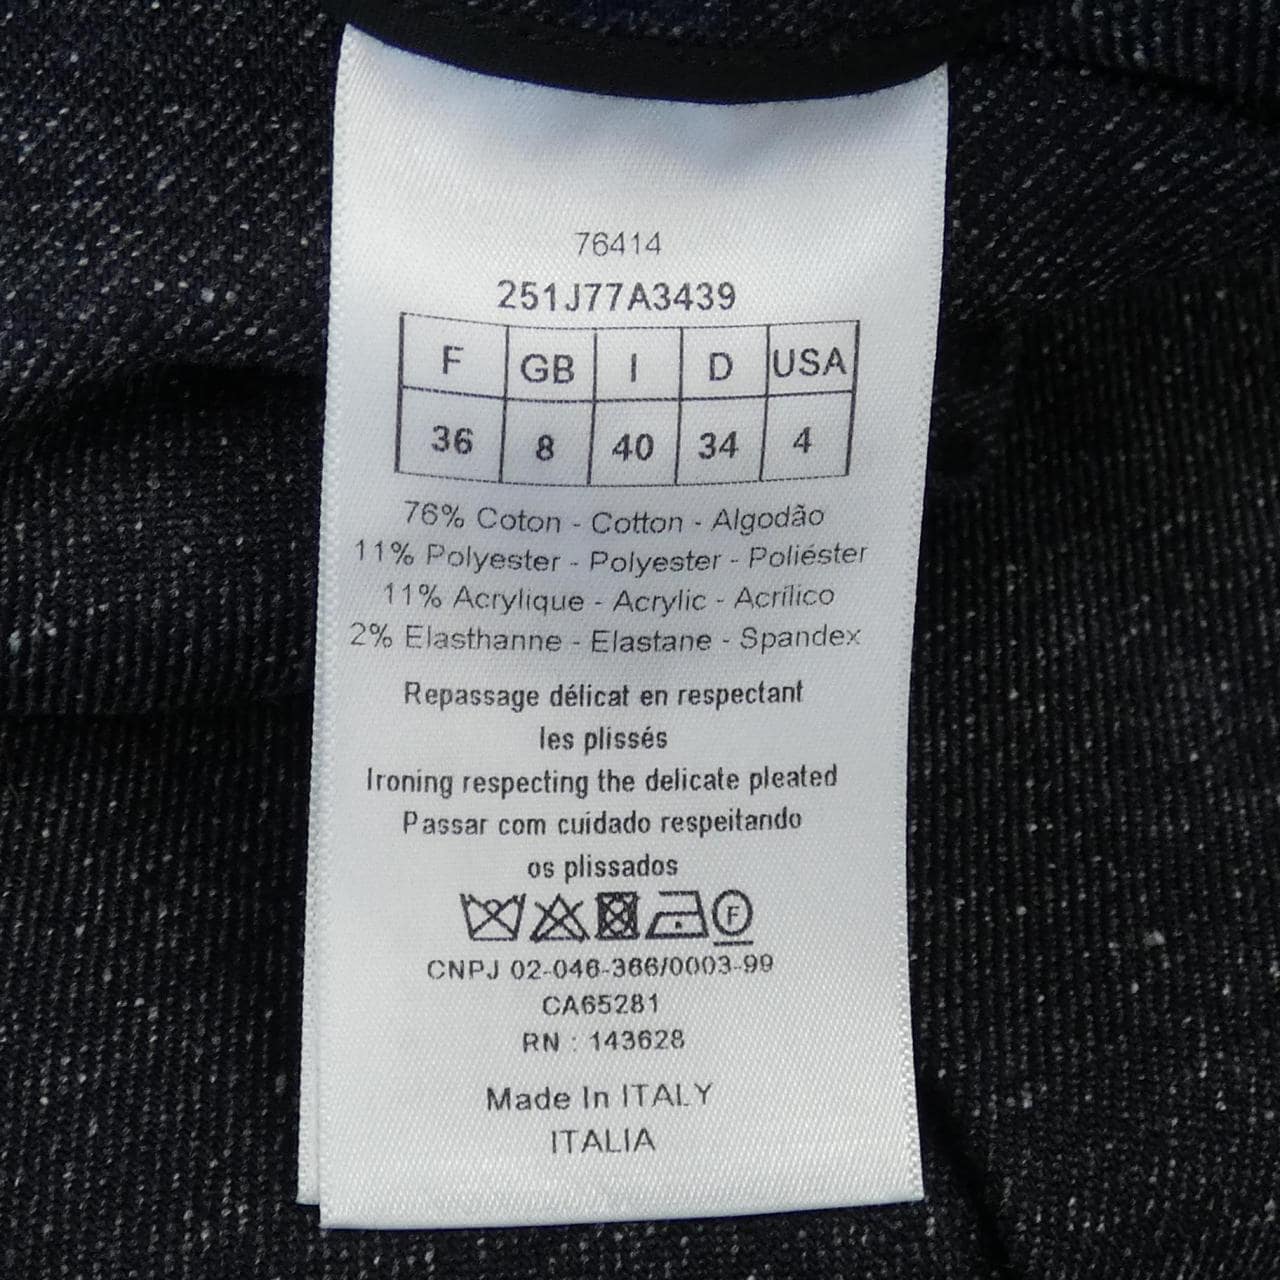 76414
251J77A3439
F GB I D USA
36 8 40 34 4
76% Coton - Cotton - Algodão
11% Polyester - Polyester - Poliéster
11% Acrylique - Acrylic - Acrílico
2% Elasthanne - Elastane - Spandex
Repassage délicat en respectant
les plissés
Ironing respecting the delicate pleated
Passar com cuidado respeitando
os plissados
F
CNPJ 02-046-366/0003-99
CA65281
RN : 143628
Made In ITALY
ITALIA